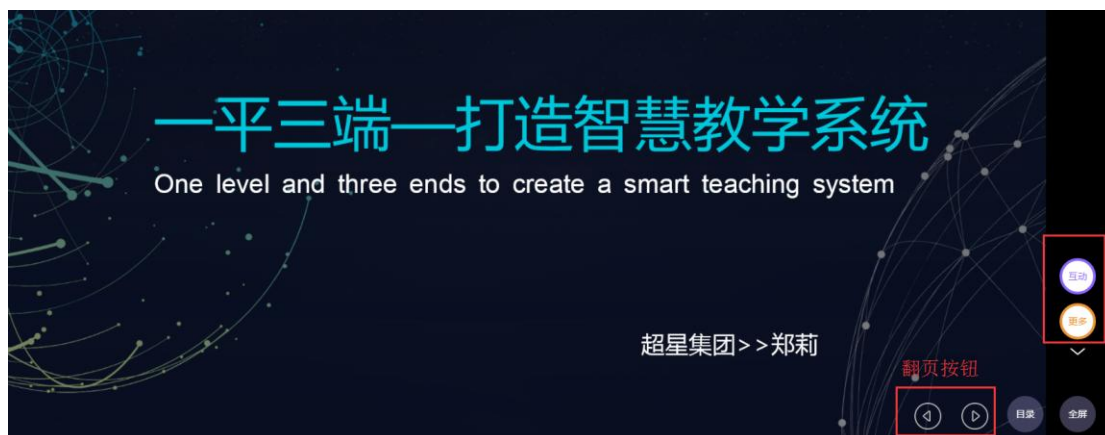 一平三端—打造智慧教学系统
One level and three ends to create a smart teaching system
互动
更多
超星集团>>郑莉
翻页按钮
目录
全屏